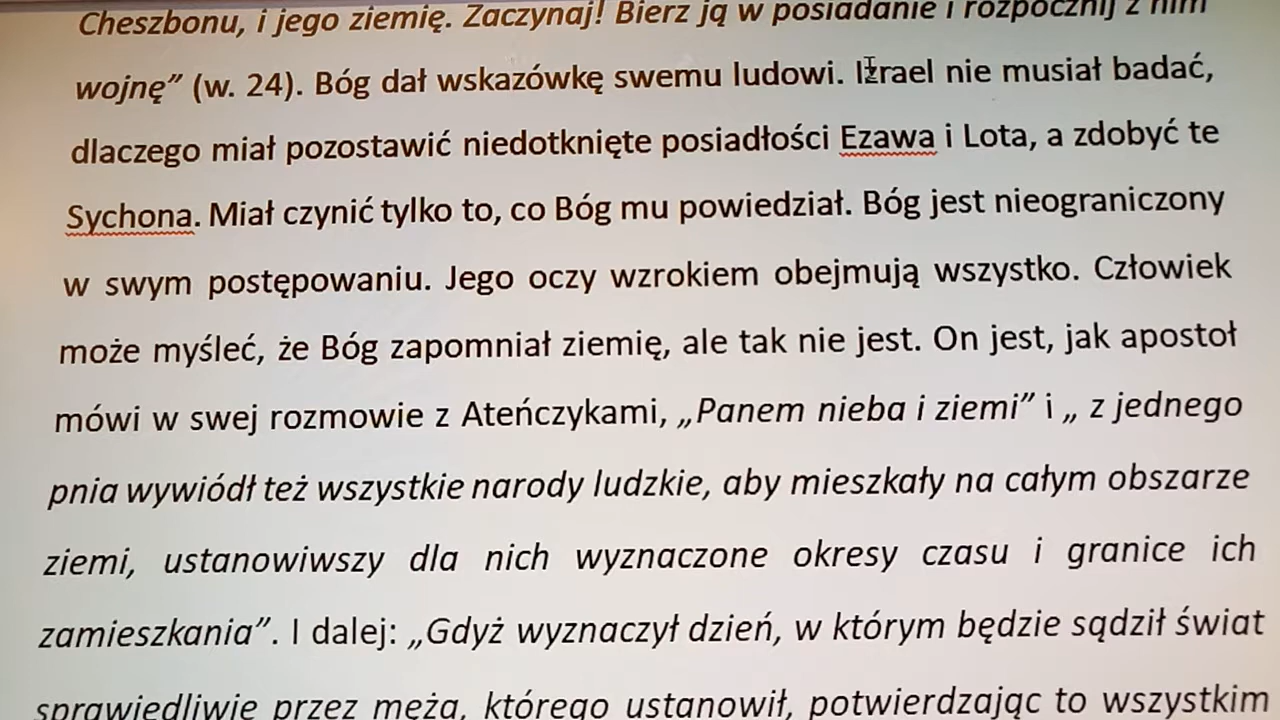 Cheszbonu, i jego ziemię. Zaczynaj! Bierz ją w posiadanie i rozpocznij z nim
wojnę” (w. 24). Bóg dał wskazówkę swemu ludowi. Izrael nie musiał badać,
dlaczego miał pozostawić niedotknięte posiadłości Ezawa i Lota, a zdobyć te
Sychona. Miał czynić tylko to, co Bóg mu powiedział. Bóg jest nieograniczony
w swym postępowaniu. Jego oczy wzrokiem obejmują wszystko. Człowiek
może myśleć, że Bóg zapomniał ziemię, ale tak nie jest. On jest, jak apostoł
mówi w swej rozmowie z Ateńczykami, „Panem nieba i ziemi” i „ z jednego
pnia wywiódł też wszystkie narody ludzkie, aby mieszkały na całym obszarze
ziemi, ustanowiwszy dla nich wyznaczone okresy czasu i granice ich
zamieszkania”. I dalej: „Gdyż wyznaczył dzień, w którym będzie sądził świat
sprawiedliwie przez męża, którego ustanowił, potwierdzając to wszystkim